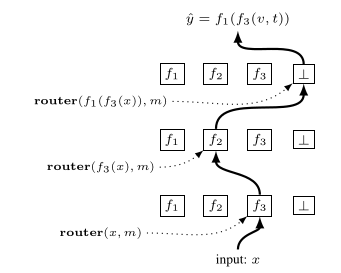 ŷ = f₁(f₃(v, t))
f₁ f₂ f₃ ⊥
router(f₁(f₃(x)), m)
f₁ f₂ f₃ ⊥
router(f₃(x), m)
f₁ f₂ f₃ ⊥
router(x, m)
input: x